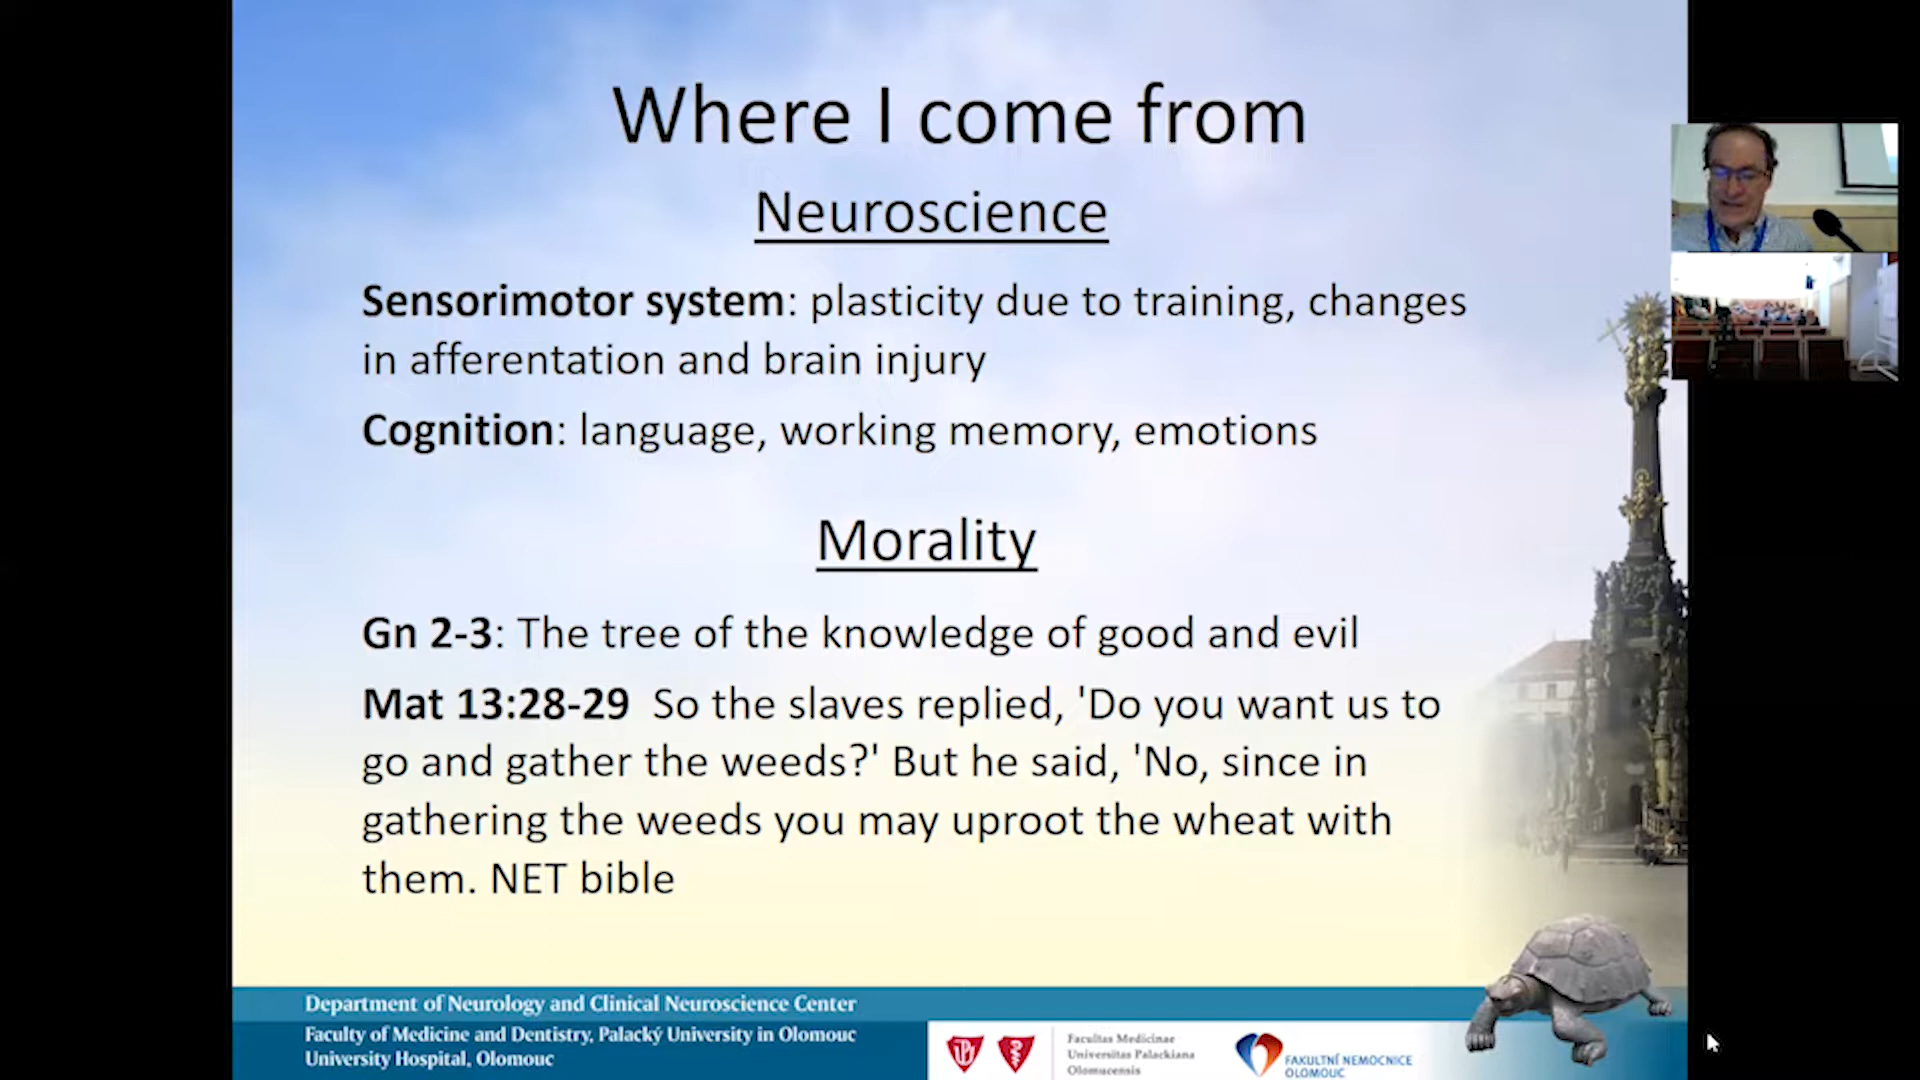 Where I come from
Neuroscience
Sensorimotor system: plasticity due to training, changes
in afferentation and brain injury
Cognition: language, working memory, emotions
Morality
Gn 2-3: The tree of the knowledge of good and evil
Mat 13:28-29  So the slaves replied, 'Do you want us to
go and gather the weeds?' But he said, 'No, since in
gathering the weeds you may uproot the wheat with
them. NET bible
Department of Neurology and Clinical Neuroscience Center
Faculty of Medicine and Dentistry, Palacký University in Olomouc
University Hospital, Olomouc
Facultas Medicinae
Universitas Palackiana
Olomucensis
FAKULTNÍ NEMOCNICE
OLOMOUC